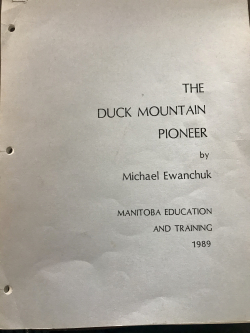 THE
DUCK MOUNTAIN
PIONEER
by
Michael Ewanchuk
MANITOBA EDUCATION
AND TRAINING
1989